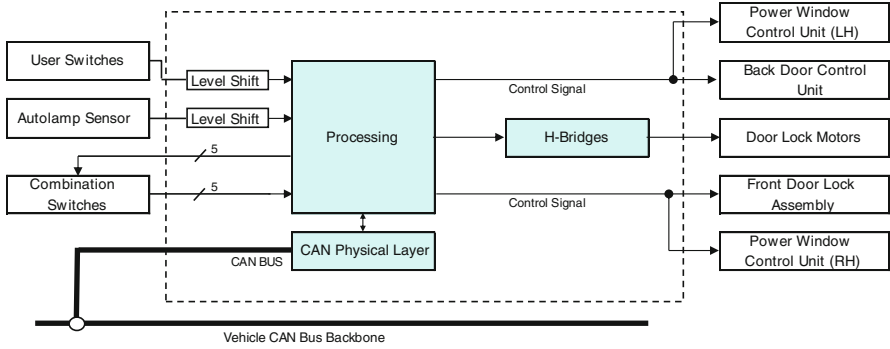 Power Window
Control Unit (LH)
User Switches
Level Shift
Back Door Control
Unit
Control Signal
Autolamp Sensor
Level Shift
Processing
H-Bridges
Door Lock Motors
5
Combination
Switches
5
Control Signal
Front Door Lock
Assembly
CAN Physical Layer
CAN BUS
Power Window
Control Unit (RH)
Vehicle CAN Bus Backbone